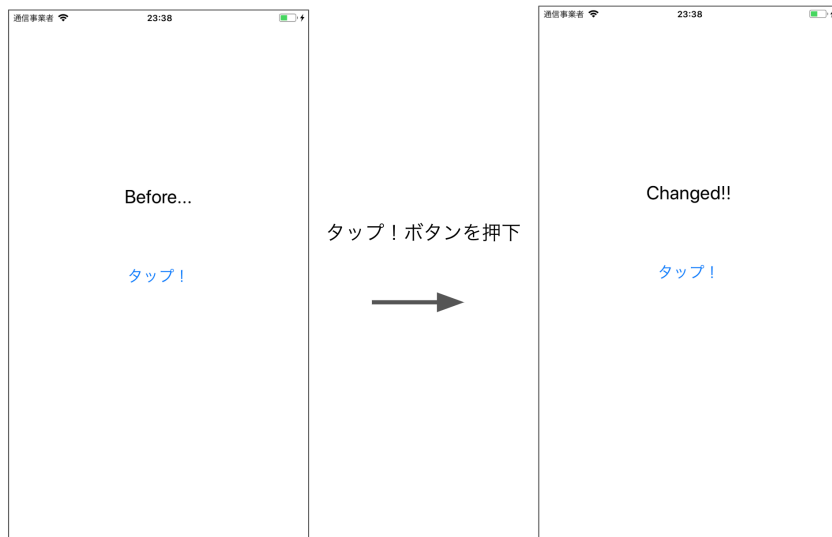 通信事業者 23:38
Before...
タップ！
タップ！ボタンを押下
通信事業者 23:38
Changed!!
タップ！